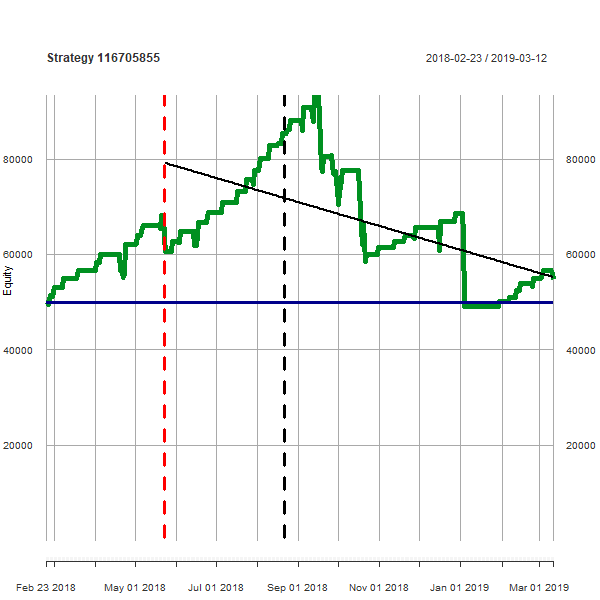 Strategy 116705855
2018-02-23 / 2019-03-12
80000
80000
60000
60000
Equity
40000
40000
20000
20000
Feb 23 2018
May 01 2018
Jul 01 2018
Sep 01 2018
Nov 01 2018
Jan 01 2019
Mar 01 2019